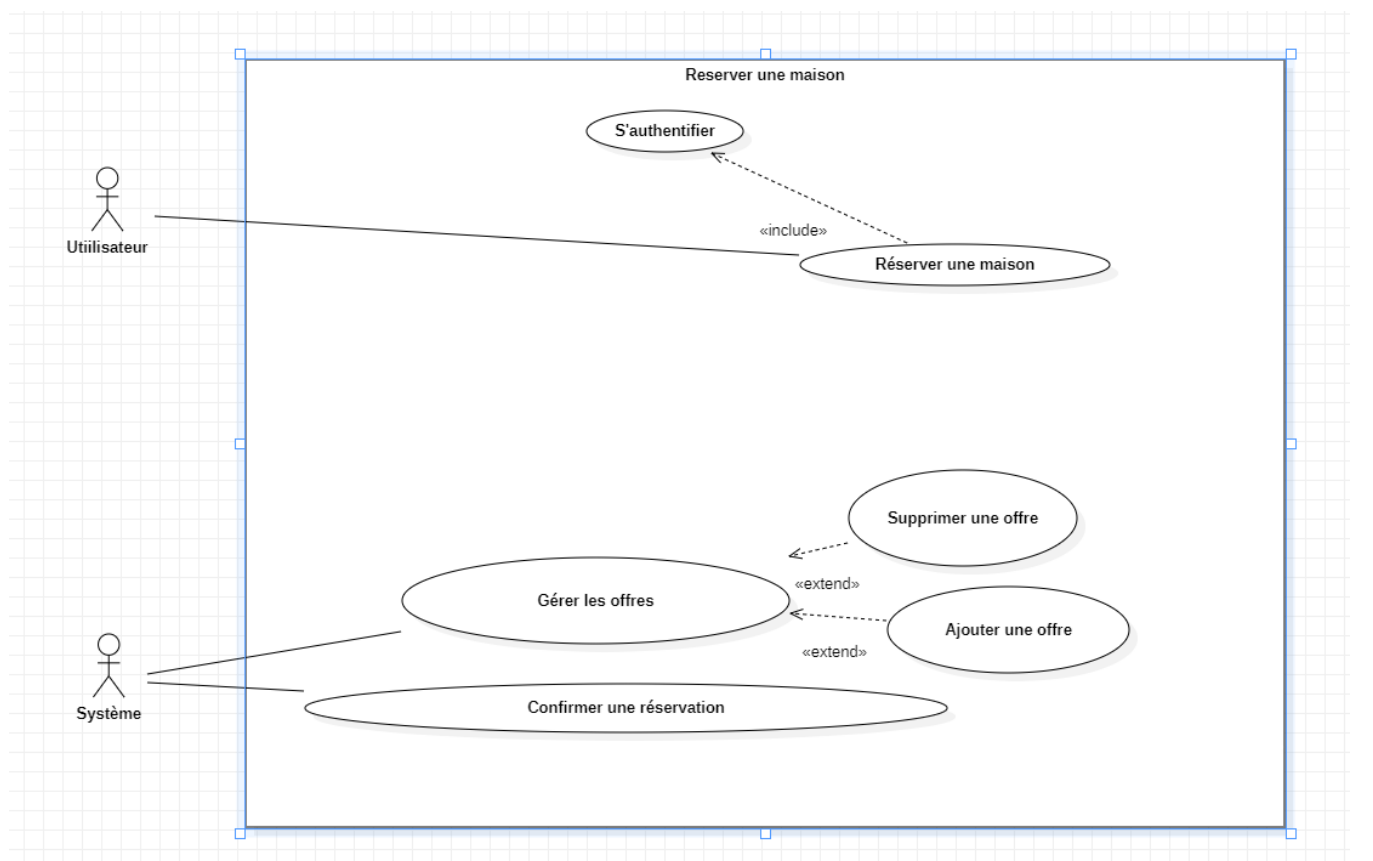 Reserver une maison
S'authentifier
Utiilisateur
«include»
Réserver une maison
Supprimer une offre
«extend»
Gérer les offres
Ajouter une offre
«extend»
Système
Confirmer une réservation